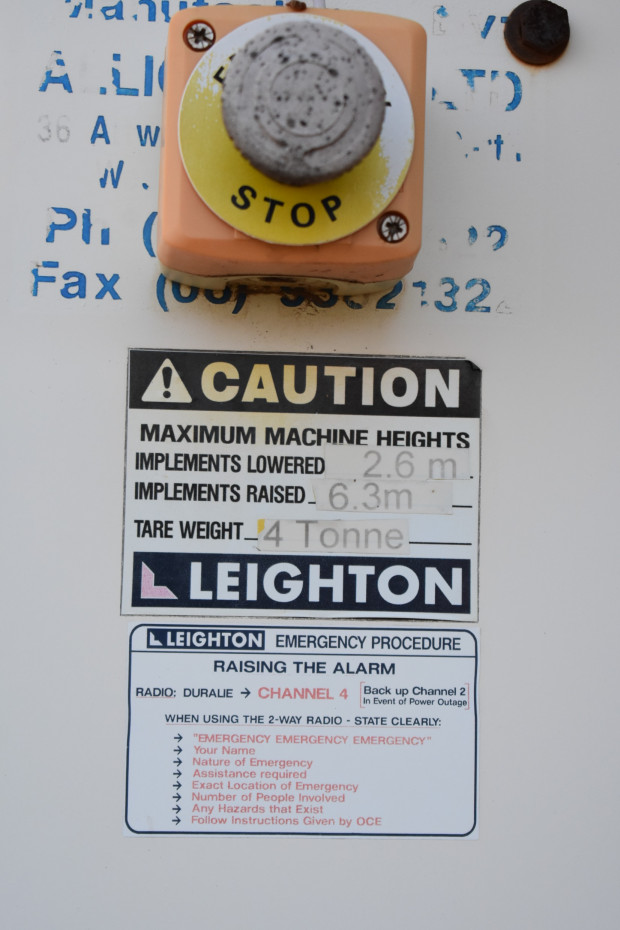 STOP
Ph (
Fax
CAUTION
MAXIMUM MACHINE HEIGHTS
IMPLEMENTS LOWERED 2.6 m
IMPLEMENTS RAISED 6.3m
TARE WEIGHT 4 Tonne
LEIGHTON
LEIGHTON EMERGENCY PROCEDURE
RAISING THE ALARM
RADIO: DURALIE → CHANNEL 4 [Back up Channel 2
In Event of Power Outage]
WHEN USING THE 2-WAY RADIO - STATE CLEARLY:
→ "EMERGENCY EMERGENCY EMERGENCY"
→ Your Name
→ Nature of Emergency
→ Assistance required
→ Exact Location of Emergency
→ Number of People Involved
→ Any Hazards that Exist
→ Follow Instructions Given by OCE